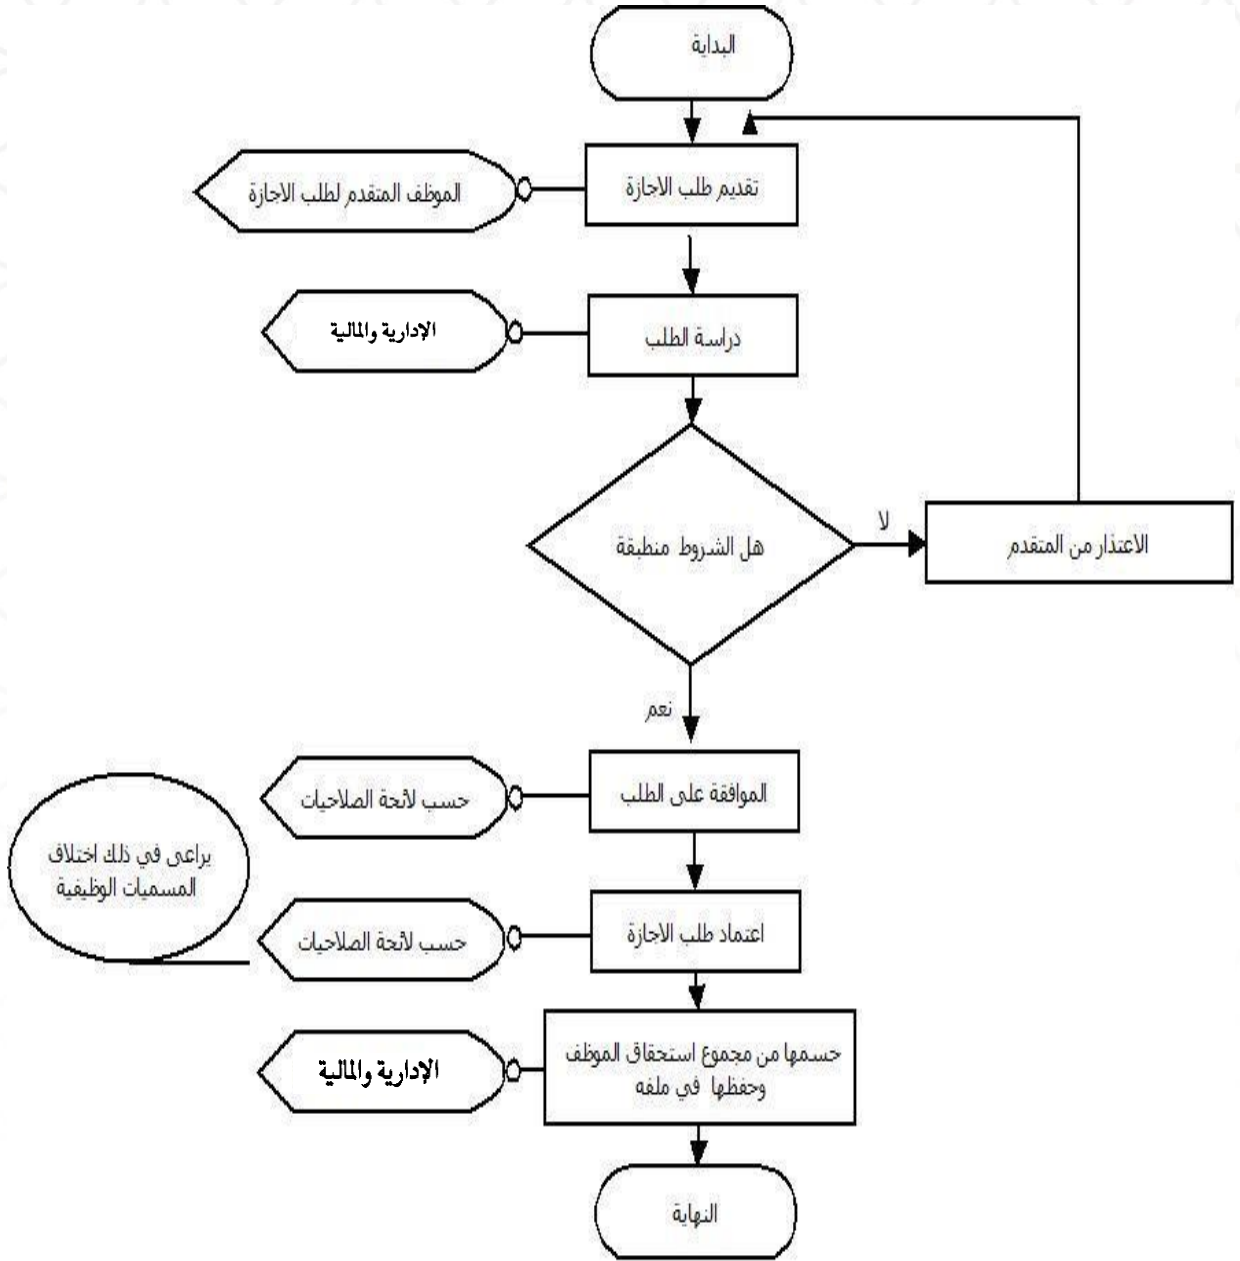 البداية
تقديم طلب الاجازة
الموظف المتقدم لطلب الاجازة
دراسة الطلب
الإدارية والمالية
هل الشروط منطبقة
لا
الاعتذار من المتقدم
نعم
الموافقة على الطلب
حسب لائحة الصلاحيات
يراعى في ذلك اختلاف
المسميات الوظيفية
اعتماد طلب الاجازة
حسب لائحة الصلاحيات
حسمها من مجموع استحقاق الموظف
وحفظها في ملفه
الإدارية والمالية
النهاية